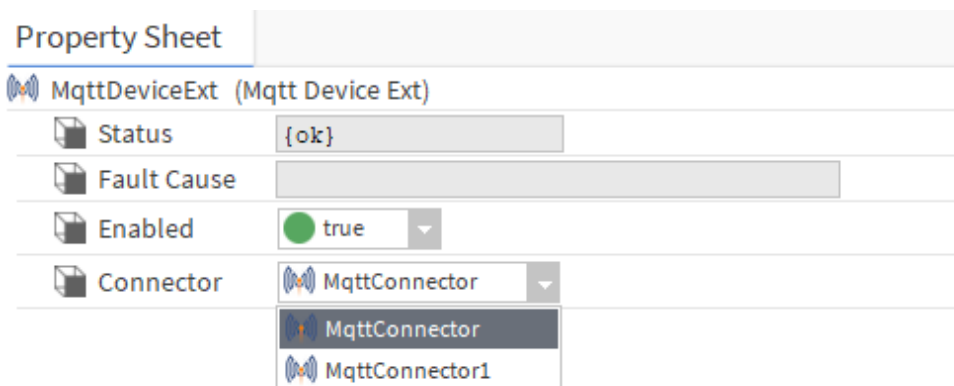 Property Sheet
MqttDeviceExt (Mqtt Device Ext)
Status {ok}
Fault Cause
Enabled true
Connector MqttConnector
MqttConnector
MqttConnector1